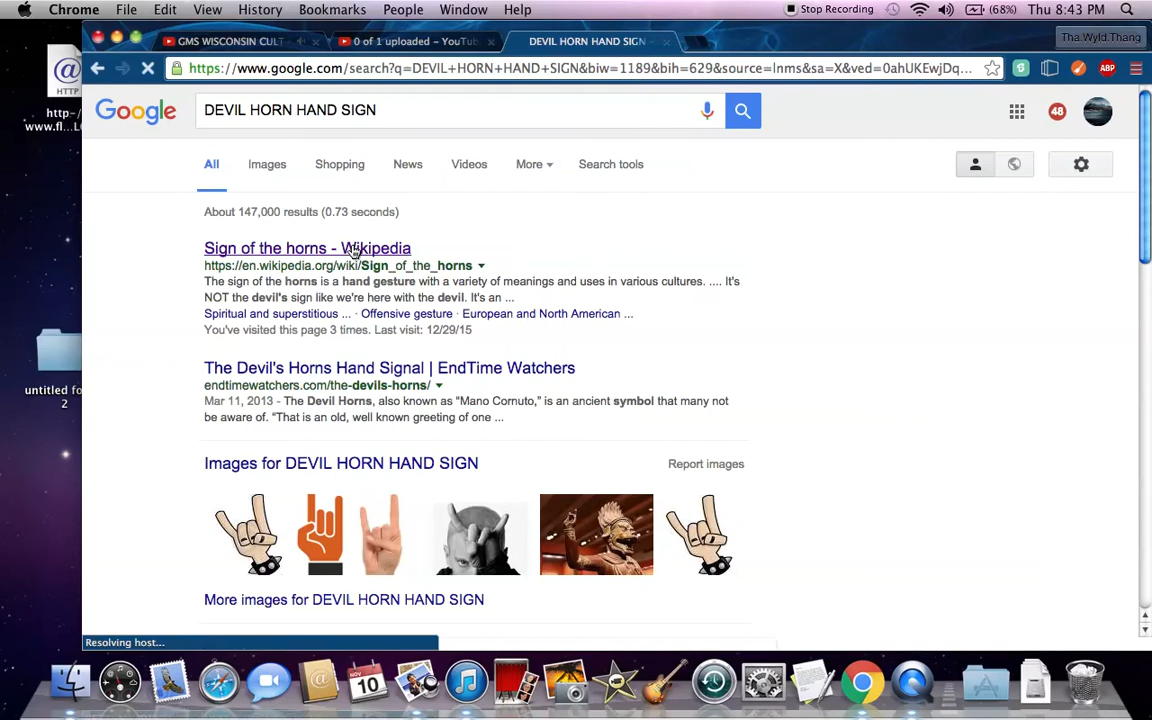 Chrome File Edit View History Bookmarks People Window Help Stop Recording (68%) Thu 8:43 PM
GMS WISCONSIN CULT 0 of 1 uploaded - YouTu DEVIL HORN HAND SIGN - Tha.Wyld.Thang
https://www.google.com/search?q=DEVIL+HORN+HAND+SIGN&biw=1189&bih=629&source=lnms&sa=X&ved=0ahUKEwjDq... ABP
Google DEVIL HORN HAND SIGN 48
All Images Shopping News Videos More Search tools
About 147,000 results (0.73 seconds)
Sign of the horns - Wikipedia
https://en.wikipedia.org/wiki/Sign_of_the_horns
The sign of the horns is a hand gesture with a variety of meanings and uses in various cultures. .... It's
NOT the devil's sign like we're here with the devil. It's an ...
Spiritual and superstitious ... · Offensive gesture · European and North American ...
You've visited this page 3 times. Last visit: 12/29/15
The Devil's Horns Hand Signal | EndTime Watchers
endtimewatchers.com/the-devils-horns/
Mar 11, 2013 - The Devil Horns, also known as “Mano Cornuto,” is an ancient symbol that many not
be aware of. “That is an old, well known greeting of one ...
Images for DEVIL HORN HAND SIGN Report images
More images for DEVIL HORN HAND SIGN
Resolving host...
HTTP
http-
www.fl...L0
untitled fo
2
NOV
10